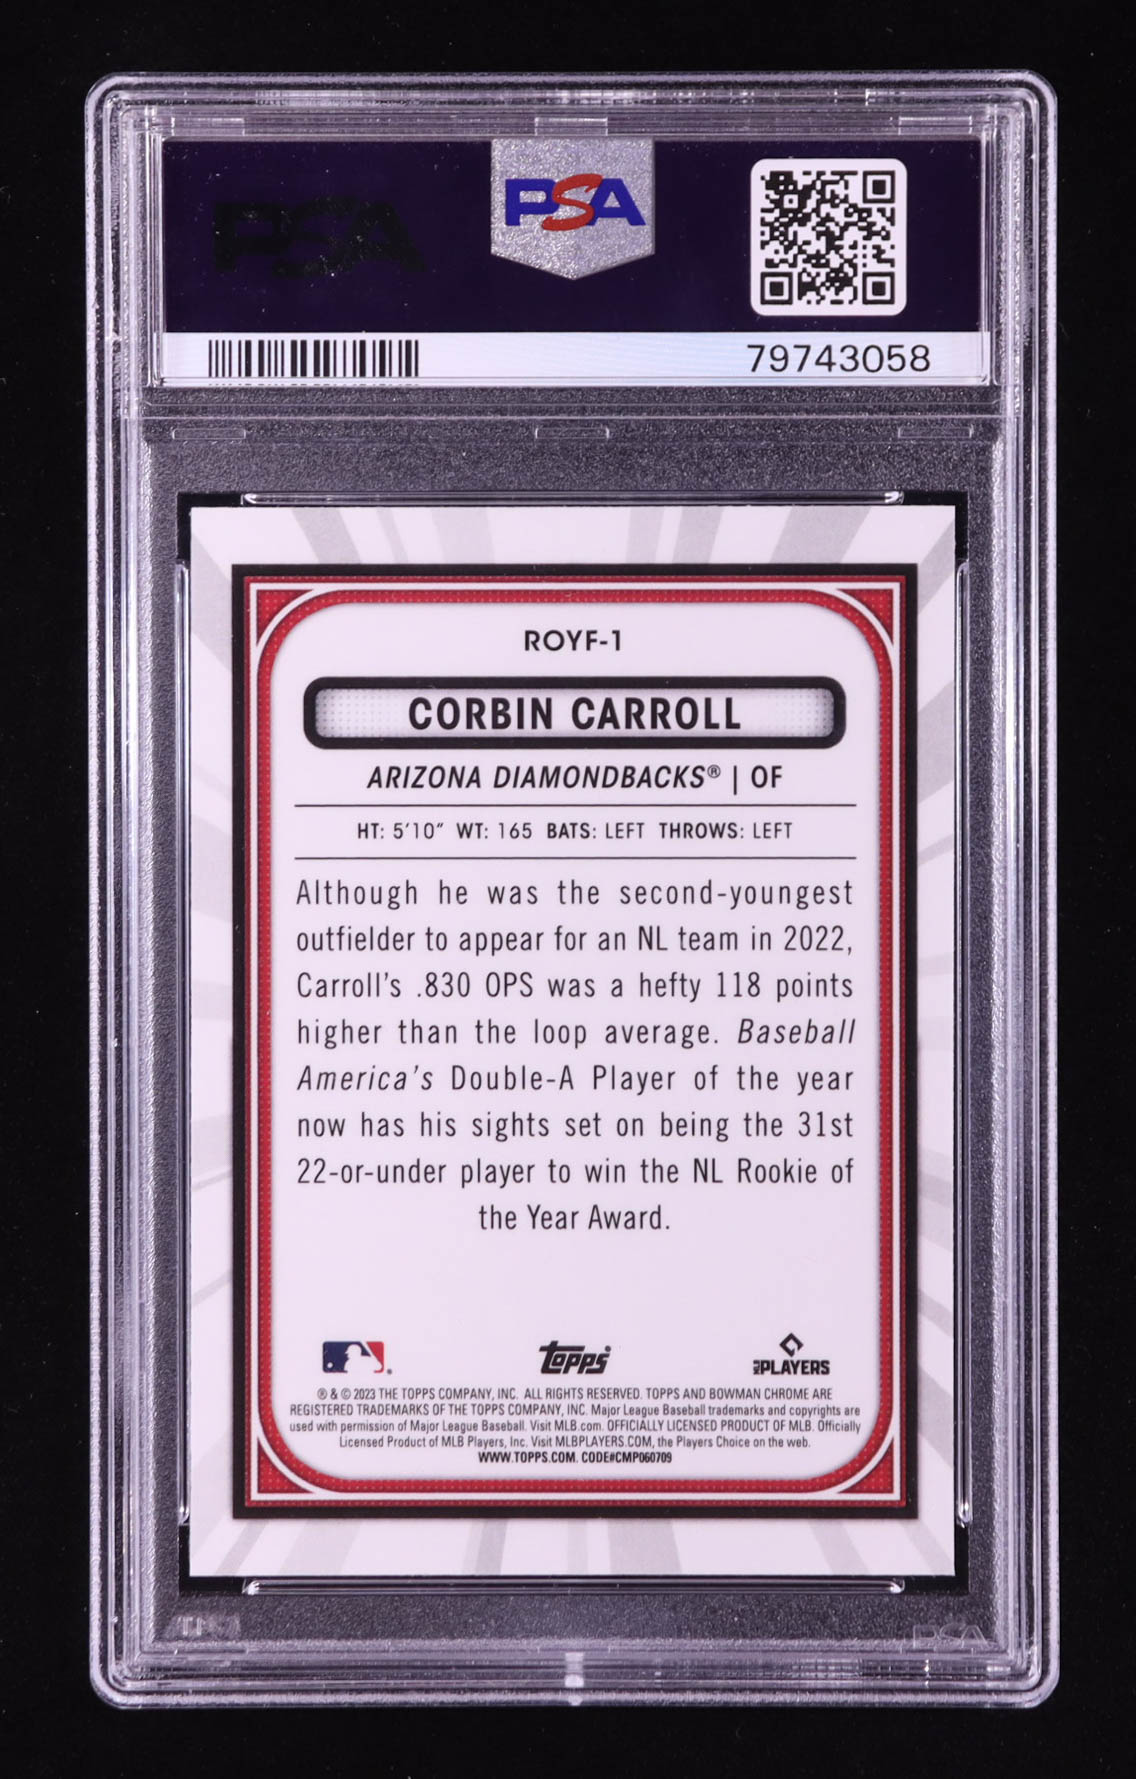 PSA
PSA
79743058
ROYF-1
CORBIN CARROLL
ARIZONA DIAMONDBACKS® | OF
HT: 5'10" WT: 165 BATS: LEFT THROWS: LEFT
Although he was the second-youngest
outfielder to appear for an NL team in 2022,
Carroll's .830 OPS was a hefty 118 points
higher than the loop average. Baseball
America's Double-A Player of the year
now has his sights set on being the 31st
22-or-under player to win the NL Rookie of
the Year Award.
topps
MLB PLAYERS
® & © 2023 THE TOPPS COMPANY, INC. ALL RIGHTS RESERVED. TOPPS AND BOWMAN CHROME ARE
REGISTERED TRADEMARKS OF THE TOPPS COMPANY, INC. Major League Baseball trademarks and copyrights are
used with permission of Major League Baseball. Visit MLB.com. OFFICIALLY LICENSED PRODUCT OF MLB. Officially
Licensed Product of MLB Players, Inc. Visit MLBPLAYERS.COM, the Players Choice on the web.
WWW.TOPPS.COM. CODE#CMP060709
PSA